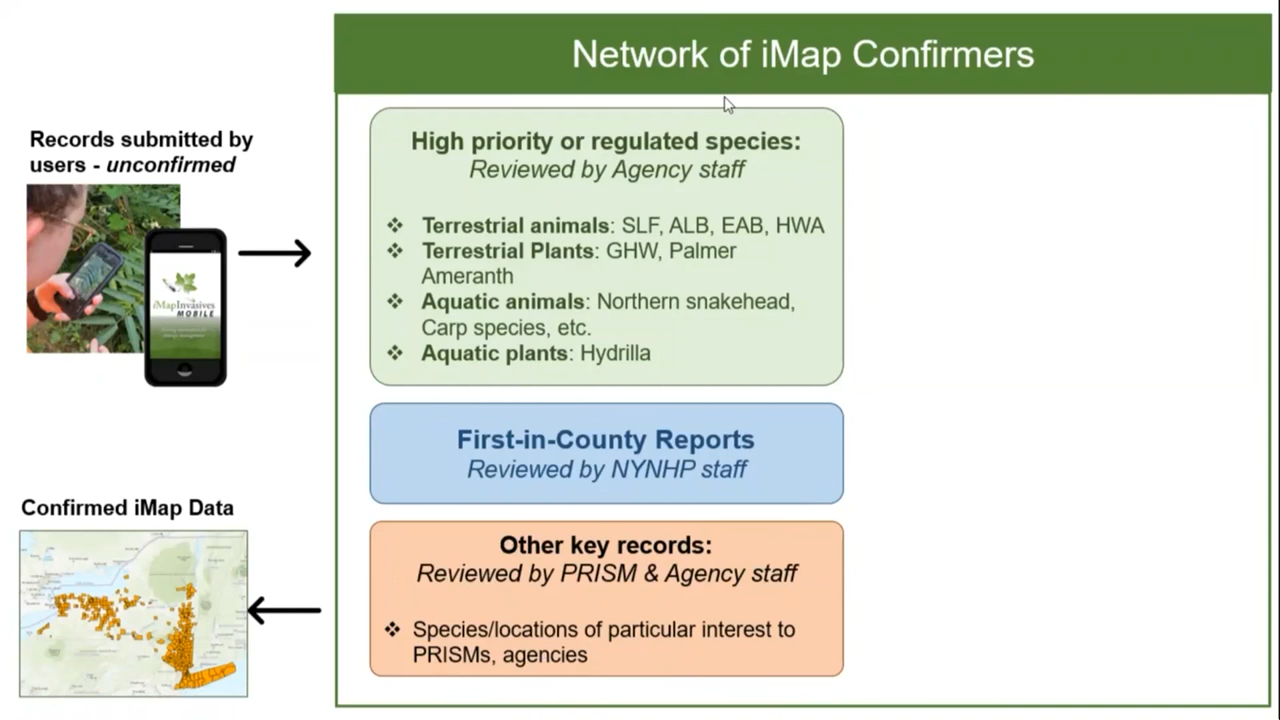 Network of iMap Confirmers
Records submitted by
users - unconfirmed
iMapInvasives
MOBILE
High priority or regulated species:
Reviewed by Agency staff
❖ Terrestrial animals: SLF, ALB, EAB, HWA
❖ Terrestrial Plants: GHW, Palmer
Ameranth
❖ Aquatic animals: Northern snakehead,
Carp species, etc.
❖ Aquatic plants: Hydrilla
First-in-County Reports
Reviewed by NYNHP staff
Confirmed iMap Data
Other key records:
Reviewed by PRISM & Agency staff
❖ Species/locations of particular interest to
PRISMs, agencies